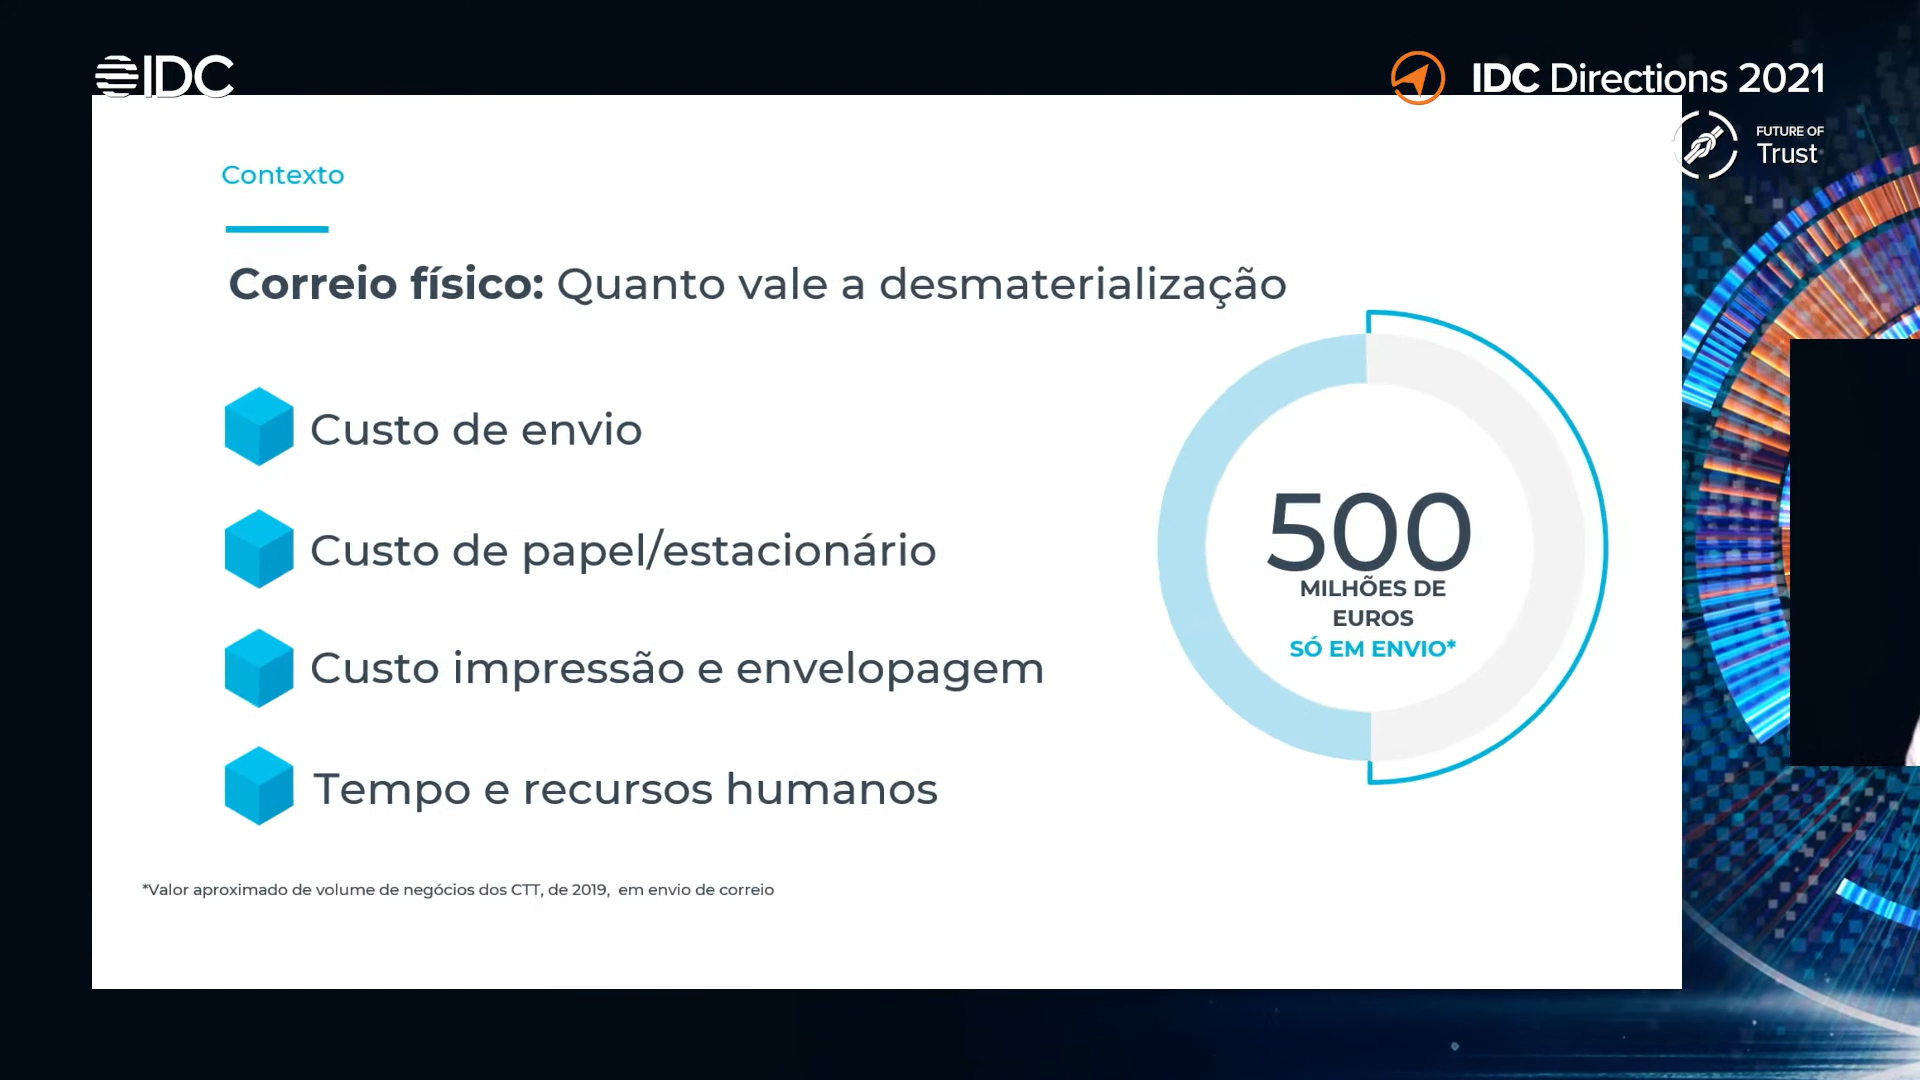 IDC
IDC Directions 2021
FUTURE OF
Trust
Contexto
Correio físico: Quanto vale a desmaterialização
Custo de envio
Custo de papel/estacionário
Custo impressão e envelopagem
Tempo e recursos humanos
500
MILHÕES DE
EUROS
SÓ EM ENVIO*
*Valor aproximado de volume de negócios dos CTT, de 2019, em envio de correio